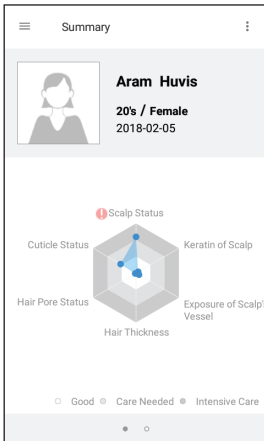 Summary
Aram Huvis
20's / Female
2018-02-05
! Scalp Status
Cuticle Status
Keratin of Scalp
Hair Pore Status
Exposure of Scalp's
Vessel
Hair Thickness
Good Care Needed Intensive Care